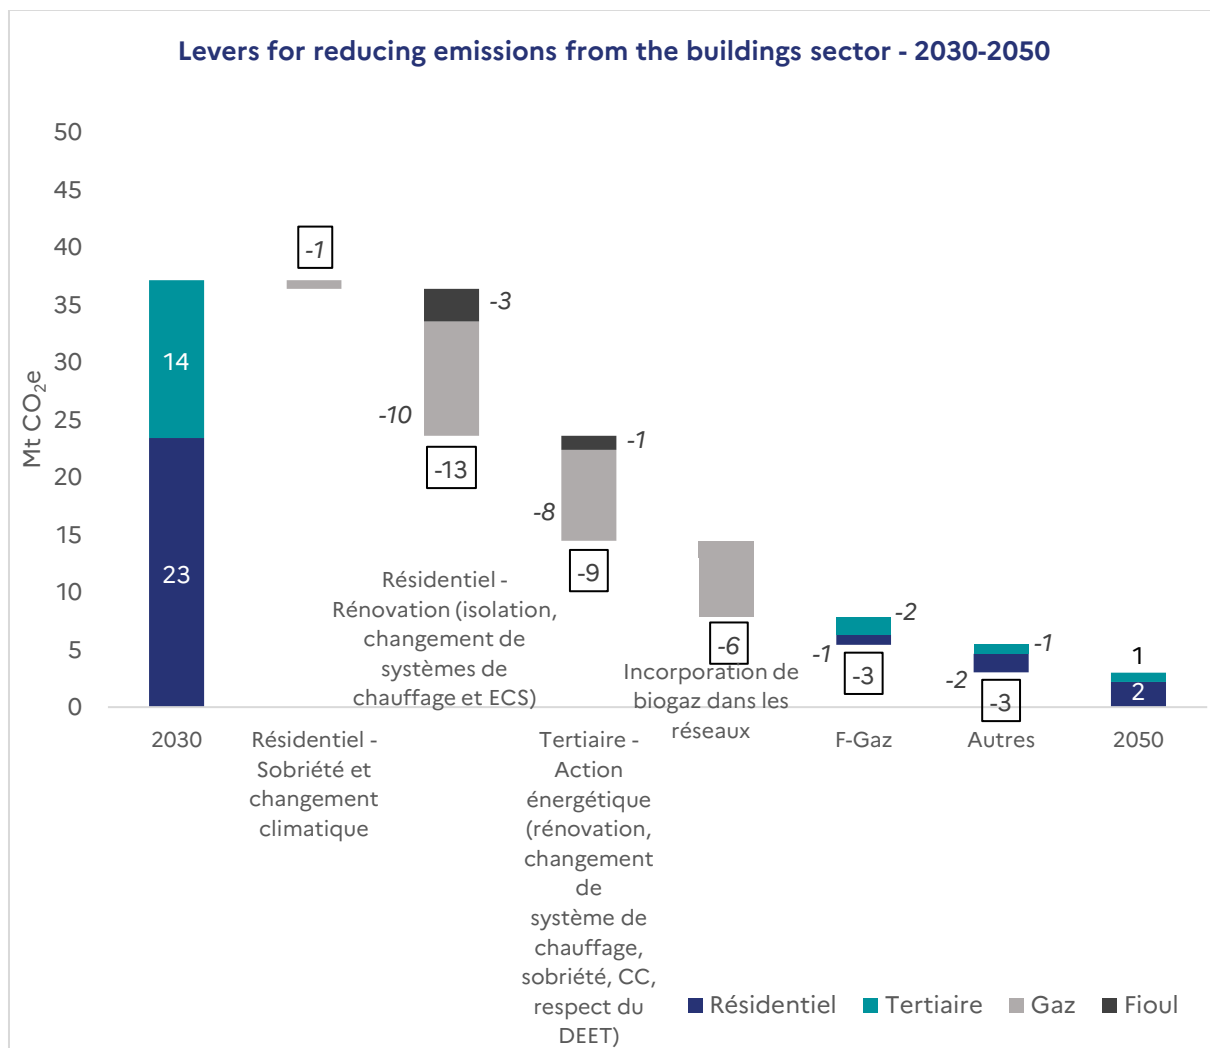 Levers for reducing emissions from the buildings sector - 2030-2050
Mt CO₂e
50
45
40
35
30
25
20
15
10
5
0
14
23
-1
-3
-10
-13
-1
-8
-9
-6
-2
-1
-3
-1
-2
-3
1
2
2030
Résidentiel -
Sobriété et
changement
climatique
Résidentiel -
Rénovation (isolation,
changement de
systèmes de
chauffage et ECS)
Tertiaire -
Action
énergétique
(rénovation,
changement
de
système de
chauffage,
sobriété, CC,
respect du
DEET)
Incorporation de
biogaz dans les
réseaux
F-Gaz
Autres
2050
Résidentiel
Tertiaire
Gaz
Fioul